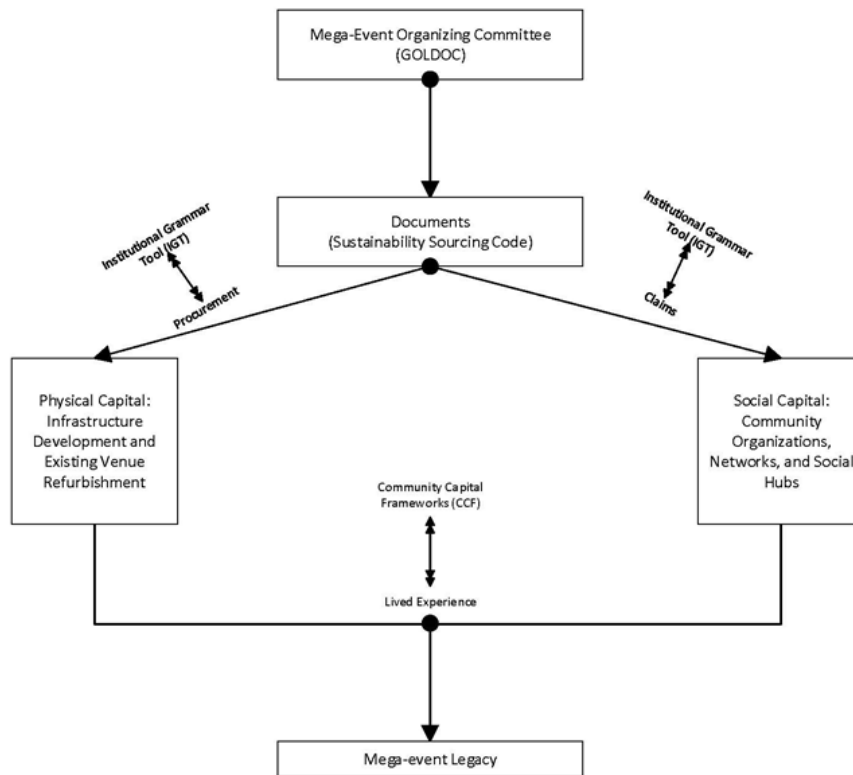 Mega-Event Organizing Committee
(GOLDOC)
Documents
(Sustainability Sourcing Code)
Institutional Grammar
Tool (IGT)
Procurement
Institutional Grammar
Tool (IGT)
Claims
Physical Capital:
Infrastructure
Development and
Existing Venue
Refurbishment
Social Capital:
Community
Organizations,
Networks, and Social
Hubs
Community Capital
Frameworks (CCF)
Lived Experience
Mega-event Legacy